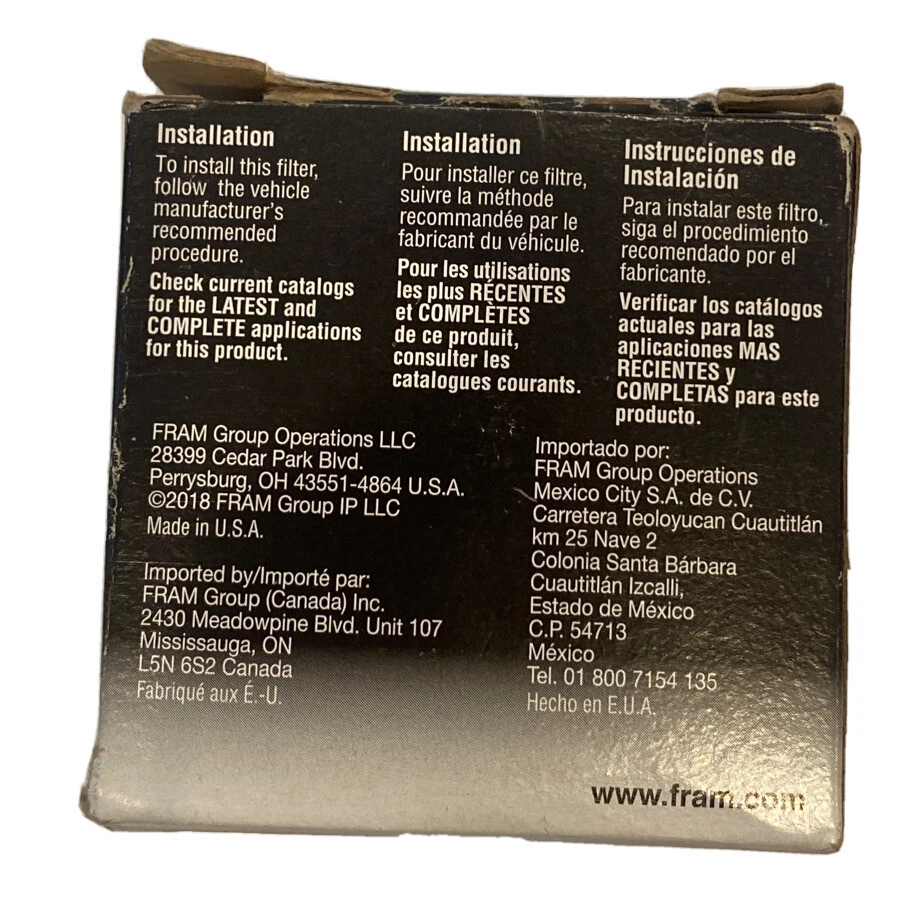 Installation
To install this filter,
follow the vehicle
manufacturer's
recommended
procedure.
Check current catalogs
for the LATEST and
COMPLETE applications
for this product.
Installation
Pour installer ce filtre,
suivre la méthode
recommandée par le
fabricant du véhicule.
Pour les utilisations
les plus RÉCENTES
et COMPLÈTES
de ce produit,
consulter les
catalogues courants.
Instrucciones de
Instalación
Para instalar este filtro,
siga el procedimiento
recomendado por el
fabricante.
Verificar los catálogos
actuales para las
aplicaciones MAS
RECIENTES y
COMPLETAS para este
producto.
FRAM Group Operations LLC
28399 Cedar Park Blvd.
Perrysburg, OH 43551-4864 U.S.A.
©2018 FRAM Group IP LLC
Made in U.S.A.
Imported by/Importé par:
FRAM Group (Canada) Inc.
2430 Meadowpine Blvd. Unit 107
Mississauga, ON
L5N 6S2 Canada
Fabriqué aux É.-U.
Importado por:
FRAM Group Operations
Mexico City S.A. de C.V.
Carretera Teoloyucan Cuautitlán
km 25 Nave 2
Colonia Santa Bárbara
Cuautitlán Izcalli,
Estado de México
C.P. 54713
México
Tel. 01 800 7154 135
Hecho en E.U.A.
www.fram.com